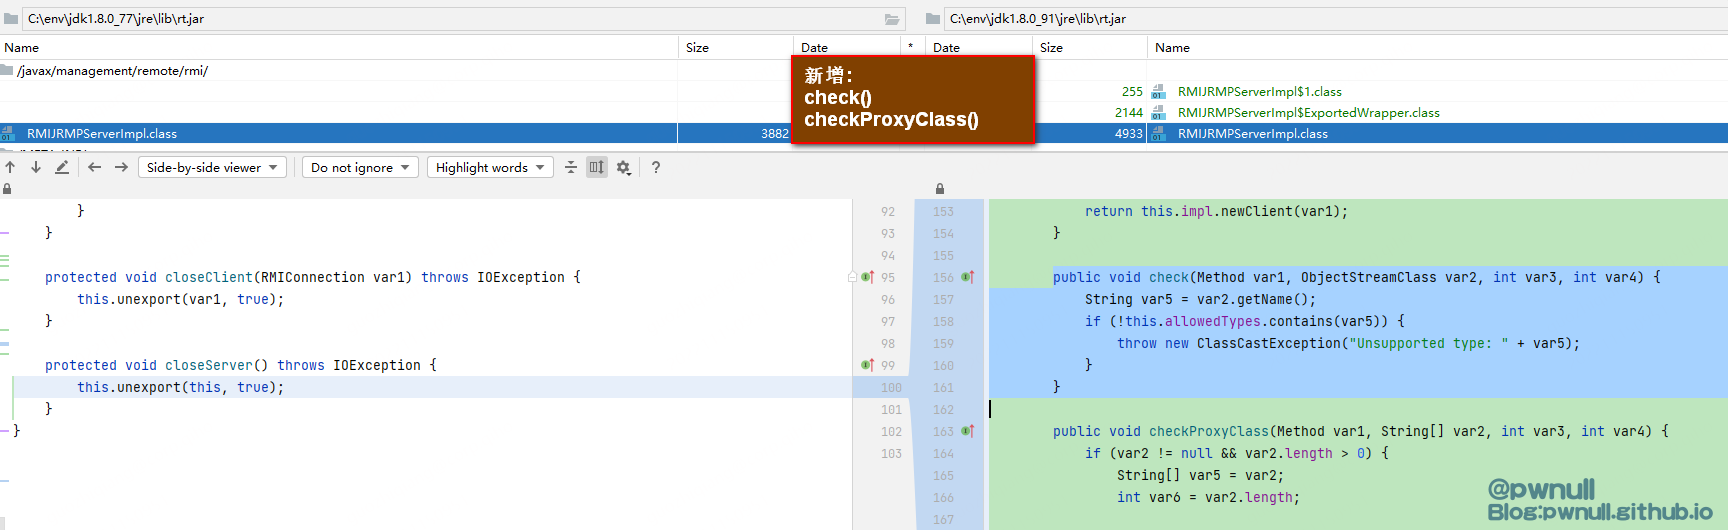 C:\env\jdk1.8.0_77\jre\lib\rt.jar
C:\env\jdk1.8.0_91\jre\lib\rt.jar
Name Size Date * Date Size Name
/javax/management/remote/rmi/
新增：
check()
checkProxyClass()
255 RMIJRMPServerImpl$1.class
2144 RMIJRMPServerImpl$ExportedWrapper.class
RMIJRMPServerImpl.class 3882 4933 RMIJRMPServerImpl.class
Side-by-side viewer Do not ignore Highlight words ?
} 92
} 93
94
protected void closeClient(RMIConnection var1) throws IOException { 95
this.unexport(var1, true); 96
} 97
98
protected void closeServer() throws IOException { 99
this.unexport(this, true); 100
} 101
} 102
103
153 return this.impl.newClient(var1);
154 }
155
156 public void check(Method var1, ObjectStreamClass var2, int var3, int var4) {
157 String var5 = var2.getName();
158 if (!this.allowedTypes.contains(var5)) {
159 throw new ClassCastException("Unsupported type: " + var5);
160 }
161 }
162
163 public void checkProxyClass(Method var1, String[] var2, int var3, int var4) {
164 if (var2 != null && var2.length > 0) {
165 String[] var5 = var2;
166 int var6 = var2.length;
167
@pwnull
Blog:pwnull.github.io